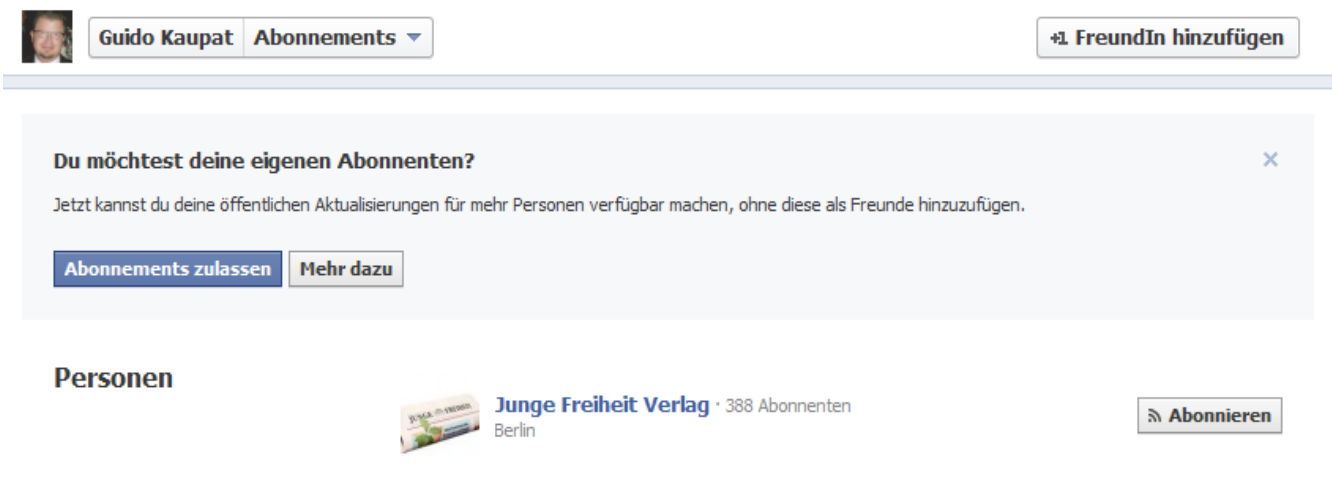 Guido Kaupat Abonnements
+1 FreundIn hinzufügen
Du möchtest deine eigenen Abonnenten?
Jetzt kannst du deine öffentlichen Aktualisierungen für mehr Personen verfügbar machen, ohne diese als Freunde hinzuzufügen.
Abonnements zulassen Mehr dazu
Personen
JUNGE FREIHEIT
Junge Freiheit Verlag · 388 Abonnenten
Berlin
Abonnieren